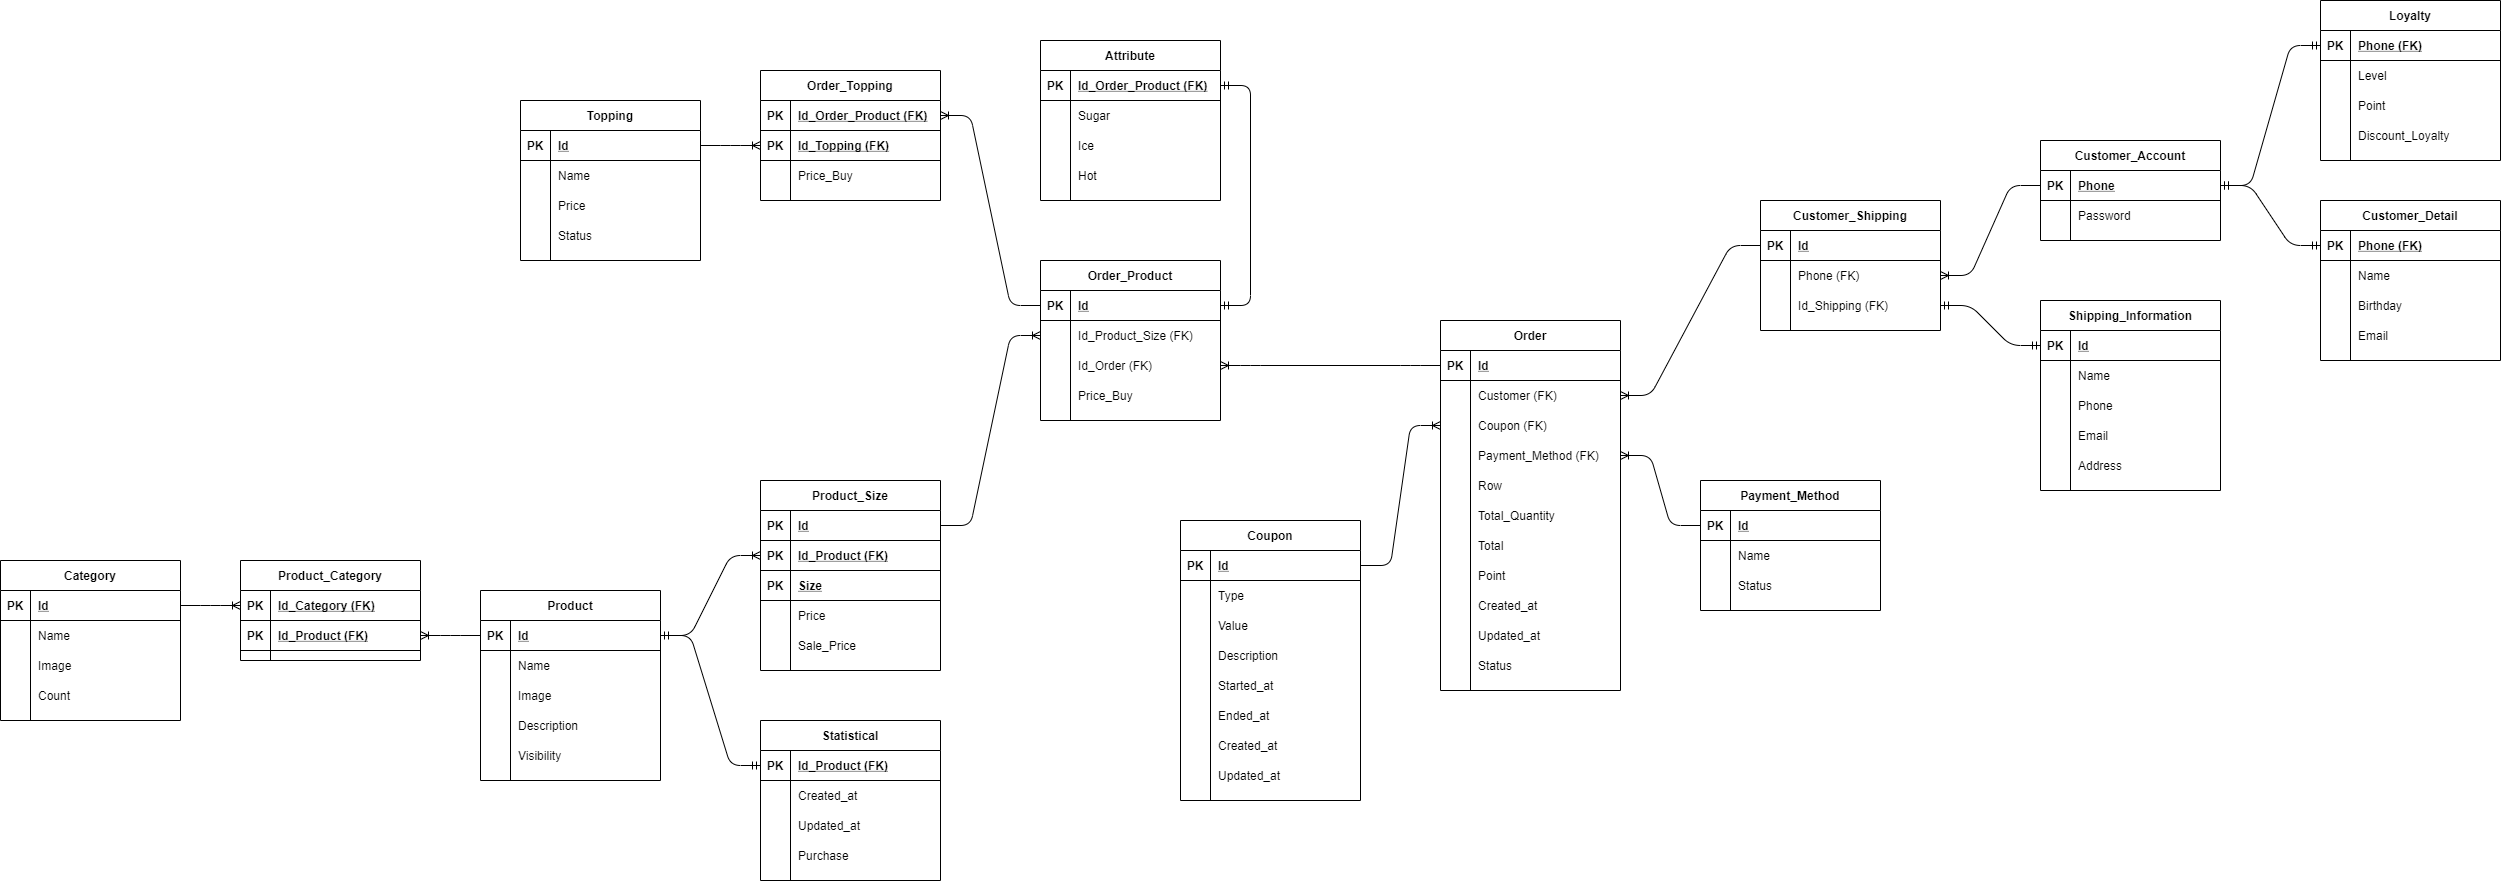 Loyalty
PK Phone (FK)
Level
Point
Discount_Loyalty
Attribute
PK Id_Order_Product (FK)
Sugar
Ice
Hot
Order_Topping
PK Id_Order_Product (FK)
PK Id_Topping (FK)
Price_Buy
Topping
PK Id
Name
Price
Status
Customer_Account
PK Phone
Password
Customer_Shipping
PK Id
Phone (FK)
Id_Shipping (FK)
Customer_Detail
PK Phone (FK)
Name
Birthday
Email
Order_Product
PK Id
Id_Product_Size (FK)
Id_Order (FK)
Price_Buy
Shipping_Information
PK Id
Name
Phone
Email
Address
Order
PK Id
Customer (FK)
Coupon (FK)
Payment_Method (FK)
Row
Total_Quantity
Total
Point
Created_at
Updated_at
Status
Product_Size
PK Id
PK Id_Product (FK)
PK Size
Price
Sale_Price
Payment_Method
PK Id
Name
Status
Coupon
PK Id
Type
Value
Description
Started_at
Ended_at
Created_at
Updated_at
Category
PK Id
Name
Image
Count
Product_Category
PK Id_Category (FK)
PK Id_Product (FK)
Product
PK Id
Name
Image
Description
Visibility
Statistical
PK Id_Product (FK)
Created_at
Updated_at
Purchase